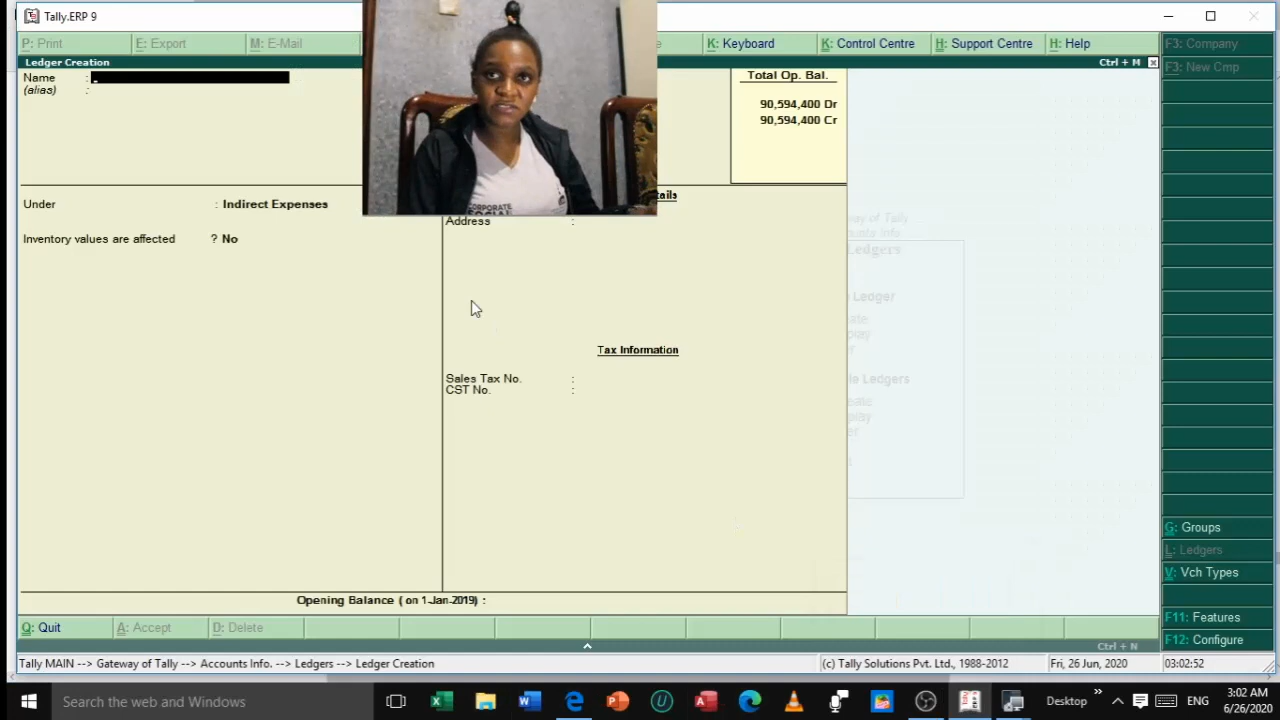 Tally.ERP 9
P: Print E: Export M: E-Mail K: Keyboard K: Control Centre H: Support Centre H: Help
Ledger Creation Ctrl + M
Name :
(alias) :
Total Op. Bal.
90,594,400 Dr
90,594,400 Cr
CORPORATE
SOCIAL
Under : Indirect Expenses
Inventory values are affected ? No
Address :
Tax Information
Sales Tax No. :
CST No. :
Opening Balance ( on 1-Jan-2019) :
Ledgers
F3: Company
F3: New Cmp
G: Groups
L: Ledgers
V: Vch Types
F11: Features
F12: Configure
Q: Quit A: Accept D: Delete
Ctrl + N
Tally MAIN --> Gateway of Tally --> Accounts Info. --> Ledgers --> Ledger Creation (c) Tally Solutions Pvt. Ltd., 1988-2012 Fri, 26 Jun, 2020 03:02:52
Search the web and Windows Desktop ENG 3:02 AM
6/26/2020